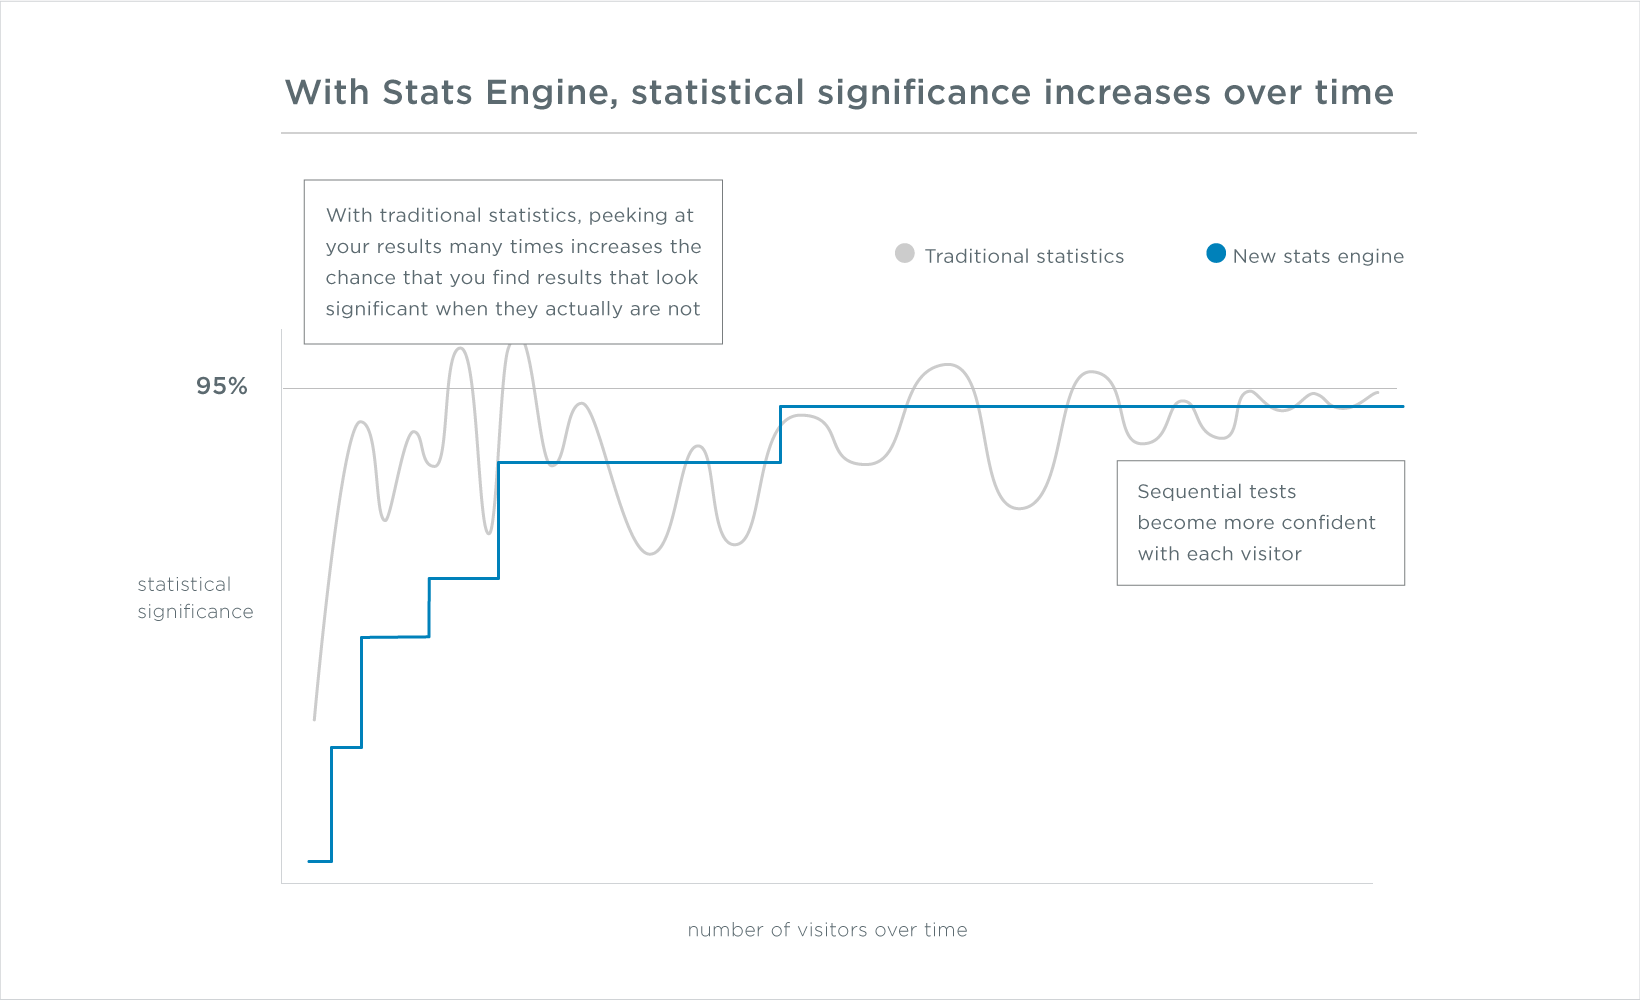 With Stats Engine, statistical significance increases over time
With traditional statistics, peeking at
your results many times increases the
chance that you find results that look
significant when they actually are not
Traditional statistics
New stats engine
95%
Sequential tests
become more confident
with each visitor
statistical
significance
number of visitors over time